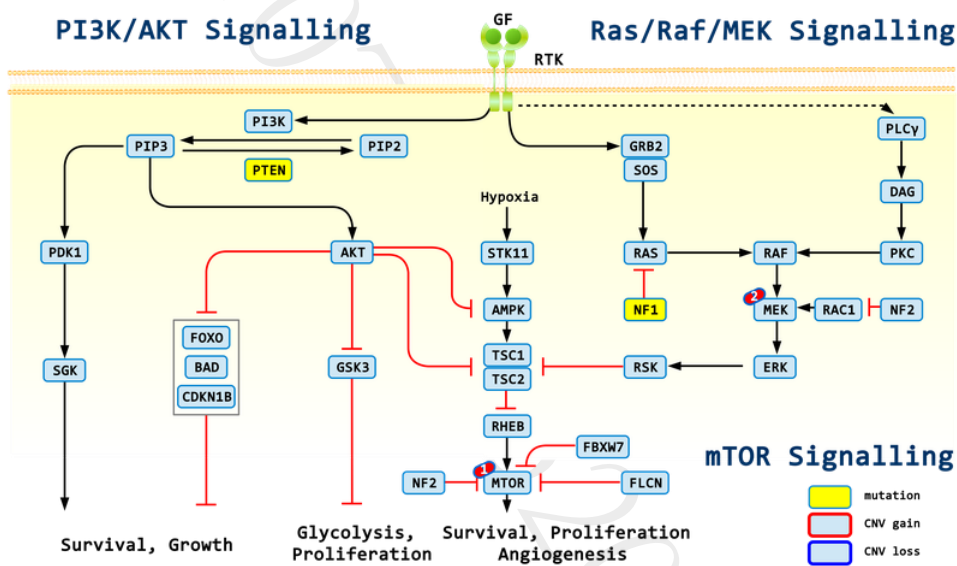 PI3K/AKT Signalling
GF
Ras/Raf/MEK Signalling
RTK
PI3K
PLCγ
PIP3
PIP2
GRB2
PTEN
SOS
DAG
Hypoxia
PDK1
AKT
STK11
RAS
RAF
PKC
2
AMPK
NF1
MEK
RAC1
NF2
FOXO
TSC1
BAD
GSK3
RSK
ERK
SGK
TSC2
CDKN1B
RHEB
FBXW7
mTOR Signalling
1
NF2
MTOR
FLCN
mutation
CNV gain
CNV loss
Survival, Growth
Glycolysis,
Proliferation
Survival, Proliferation
Angiogenesis